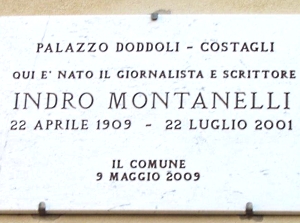 PALAZZO DODDOLI - COSTAGLI
QUI E' NATO IL GIORNALISTA E SCRITTORE
INDRO MONTANELLI
22 APRILE 1909 - 22 LUGLIO 2001
IL COMUNE
9 MAGGIO 2009